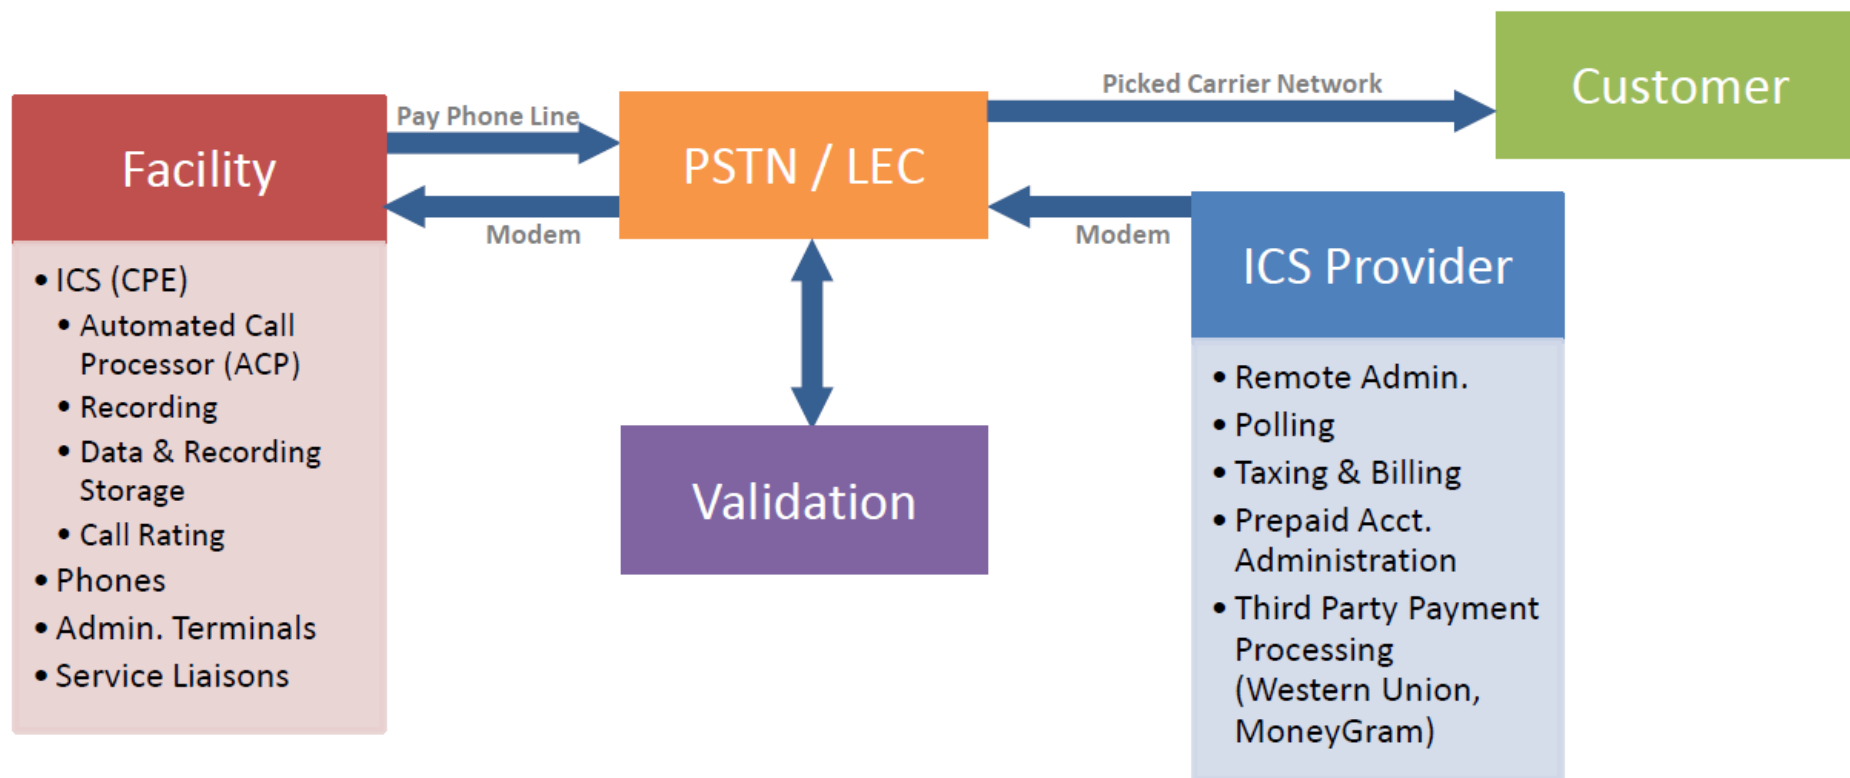 Facility
• ICS (CPE)
• Automated Call
Processor (ACP)
• Recording
• Data & Recording
Storage
• Call Rating
• Phones
• Admin. Terminals
• Service Liaisons
Pay Phone Line
Modem
PSTN / LEC
Validation
Picked Carrier Network
Modem
Customer
ICS Provider
• Remote Admin.
• Polling
• Taxing & Billing
• Prepaid Acct.
Administration
• Third Party Payment
Processing
(Western Union,
MoneyGram)